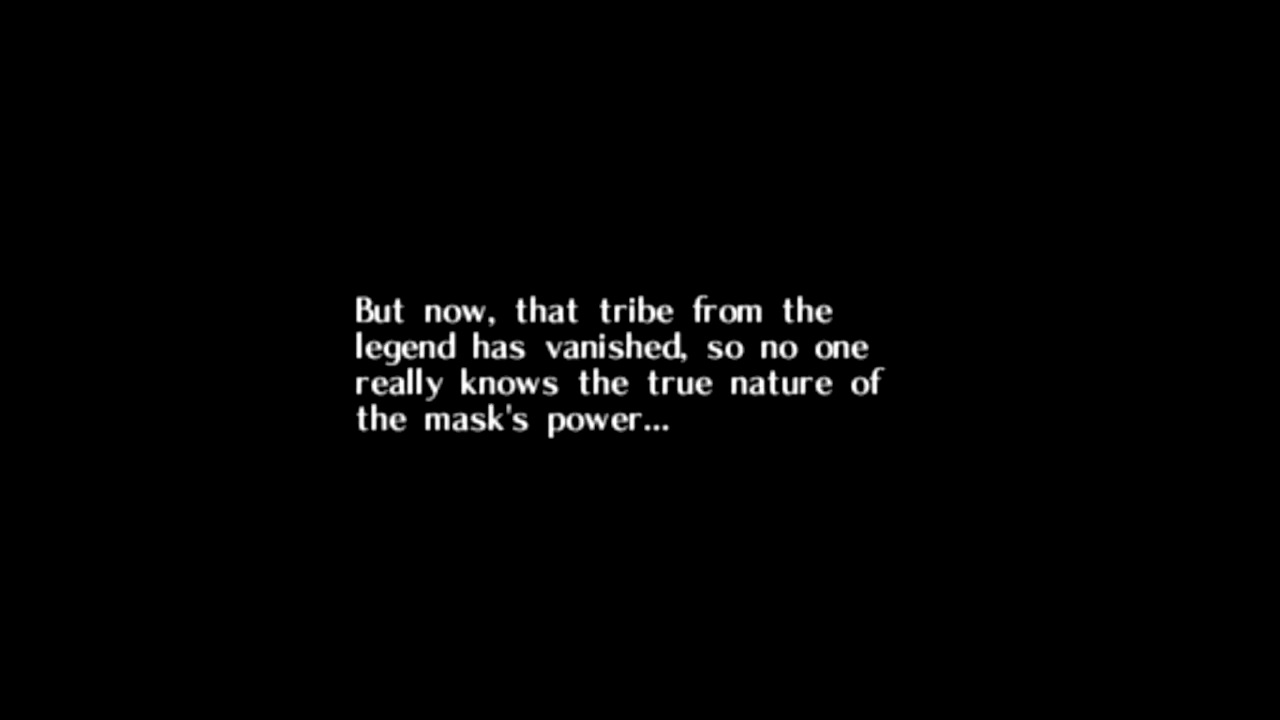 But now, that tribe from the
legend has vanished, so no one
really knows the true nature of
the mask's power...